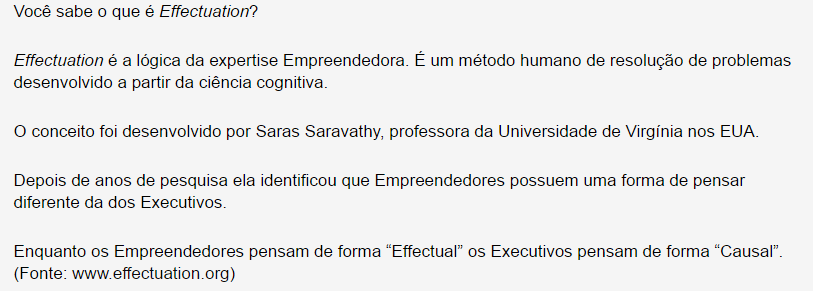 Você sabe o que é Effectuation?
Effectuation é a lógica da expertise Empreendedora. É um método humano de resolução de problemas
desenvolvido a partir da ciência cognitiva.
O conceito foi desenvolvido por Saras Saravathy, professora da Universidade de Virgínia nos EUA.
Depois de anos de pesquisa ela identificou que Empreendedores possuem uma forma de pensar
diferente da dos Executivos.
Enquanto os Empreendedores pensam de forma “Effectual” os Executivos pensam de forma “Causal”.
(Fonte: www.effectuation.org)